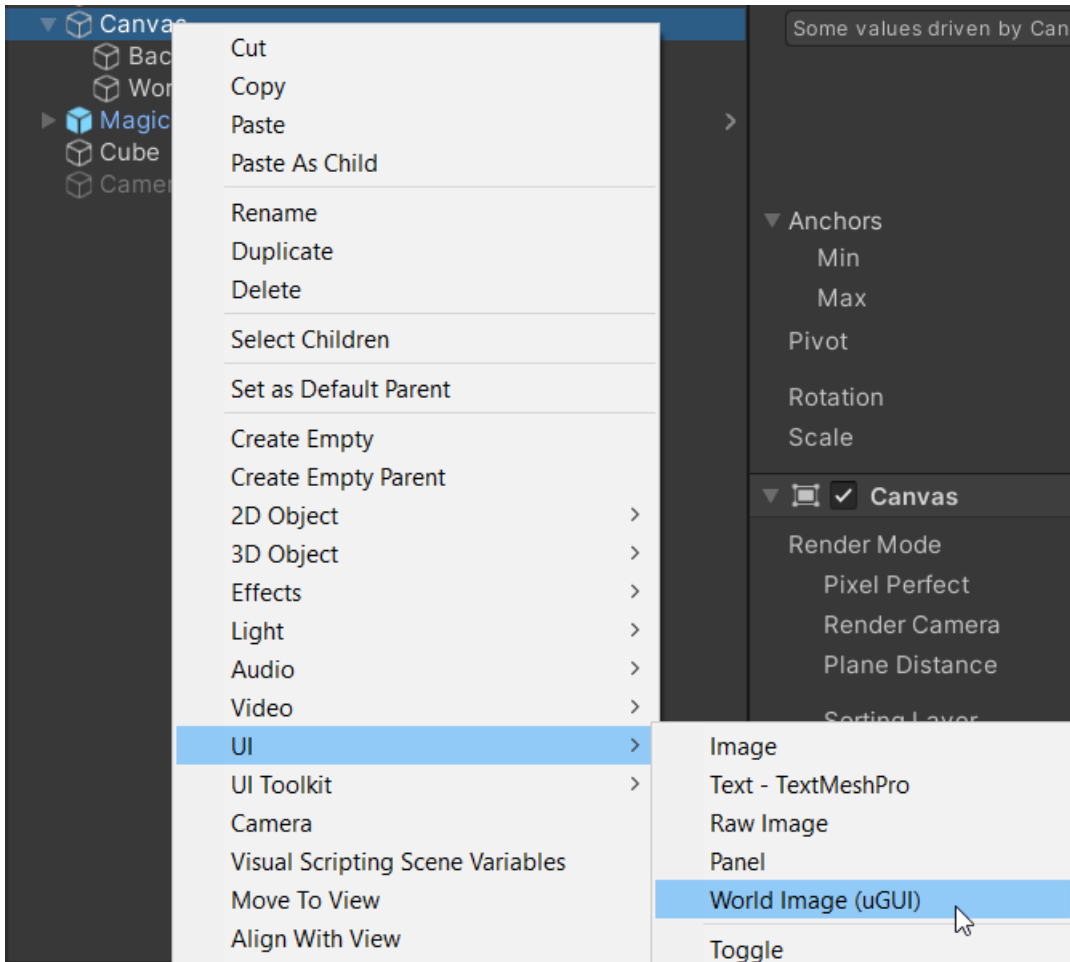 Canvas
Cube
Cut
Copy
Paste
Paste As Child
Rename
Duplicate
Delete
Select Children
Set as Default Parent
Create Empty
Create Empty Parent
2D Object
3D Object
Effects
Light
Audio
Video
UI
UI Toolkit
Camera
Visual Scripting Scene Variables
Move To View
Align With View
Image
Text - TextMeshPro
Raw Image
Panel
World Image (uGUI)
Toggle
Some values driven by
Anchors
Min
Max
Pivot
Rotation
Scale
Canvas
Render Mode
Pixel Perfect
Render Camera
Plane Distance
Sorting Layer